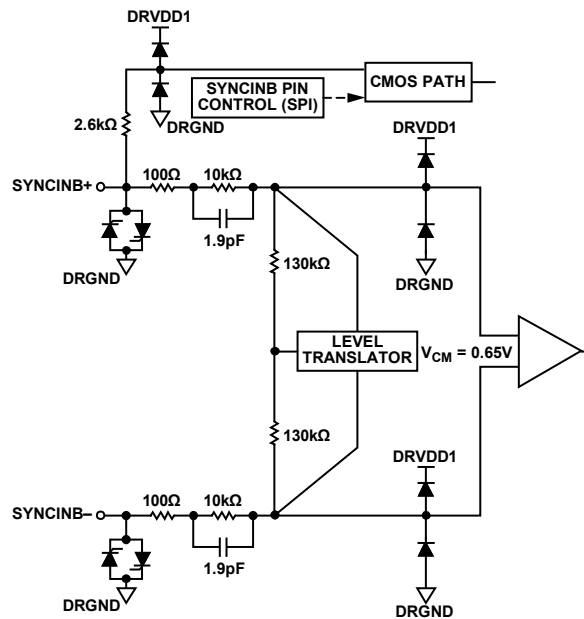 DRVDD1
CMOS PATH
SYNCINB PIN
CONTROL (SPI)
2.6kΩ
DRGND
DRVDD1
SYNCINB+
100Ω
10kΩ
1.9pF
DRGND
130kΩ
DRGND
LEVEL
TRANSLATOR
VCM = 0.65V
130kΩ
DRVDD1
SYNCINB–
100Ω
10kΩ
1.9pF
DRGND
DRGND